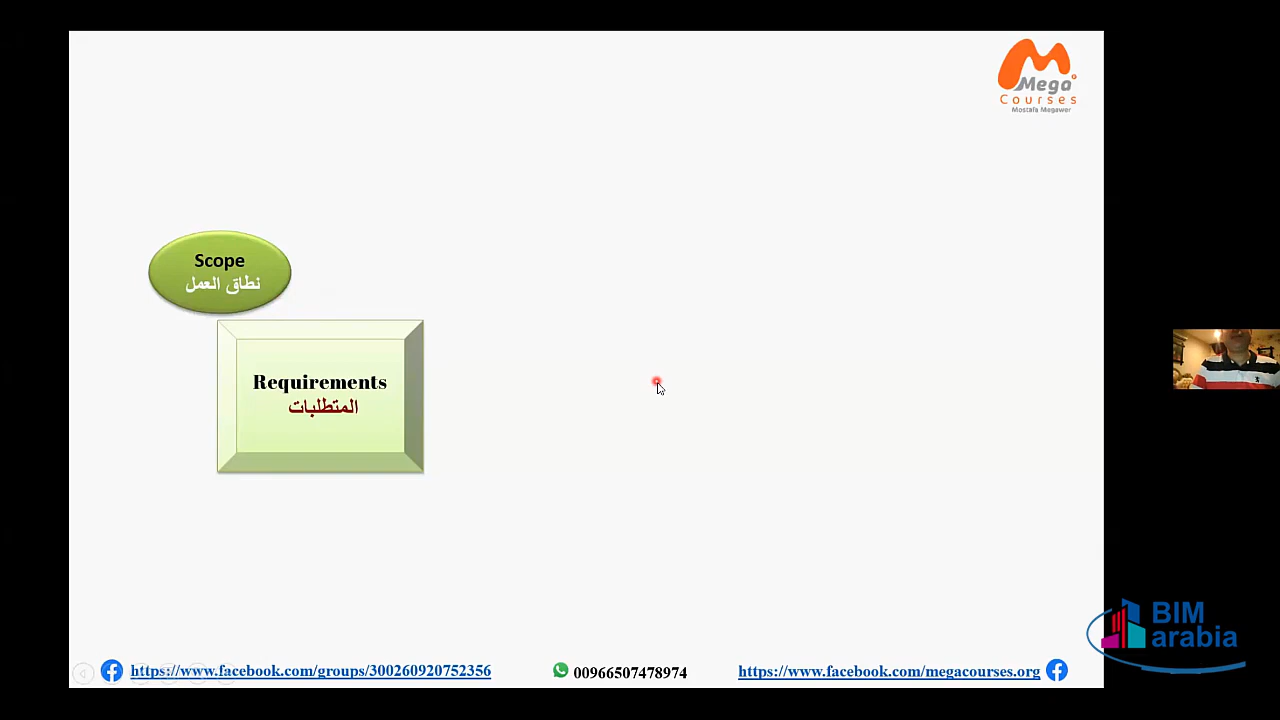 Mega
Courses
Mostafa Megawer
Scope
نطاق العمل
Requirements
المتطلبات
https://www.facebook.com/groups/300260920752356
00966507478974
https://www.facebook.com/megacourses.org
BIM
arabia